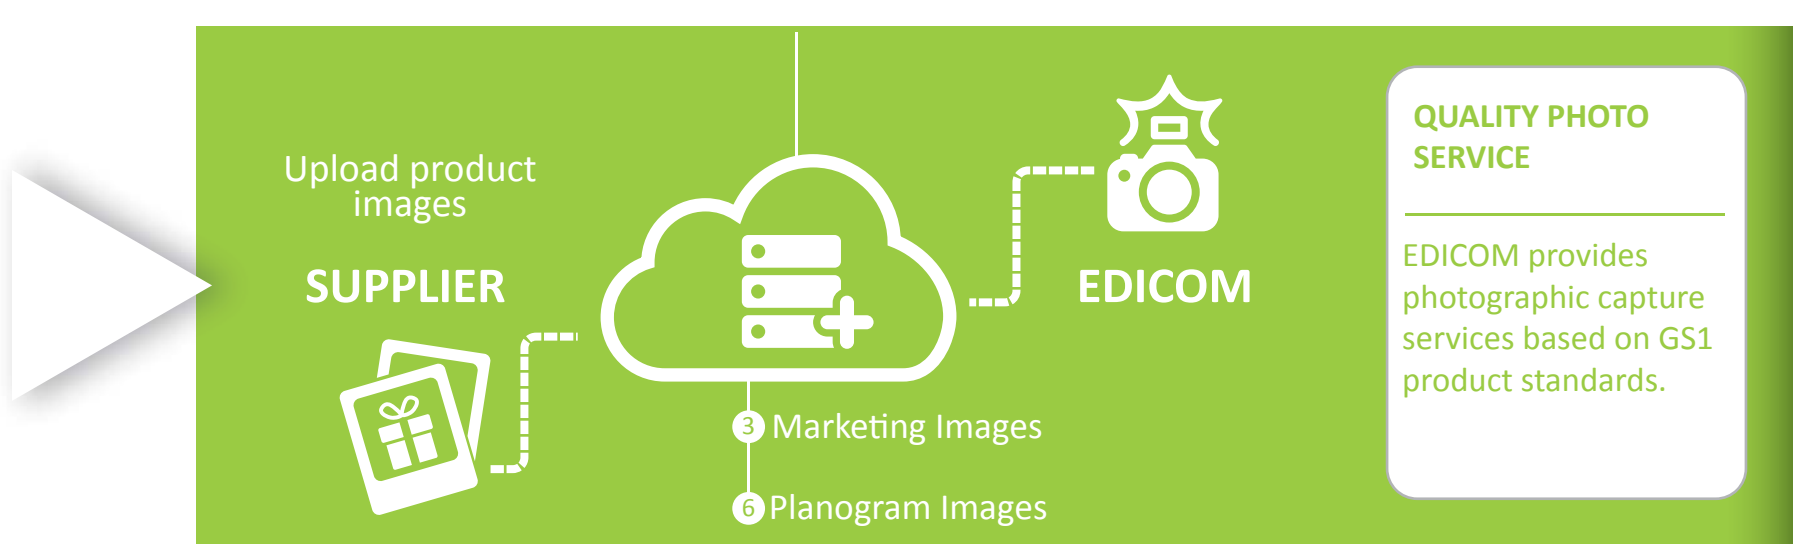 Upload product
images
SUPPLIER
EDICOM
3 Marketing Images
6 Planogram Images
QUALITY PHOTO
SERVICE
EDICOM provides
photographic capture
services based on GS1
product standards.